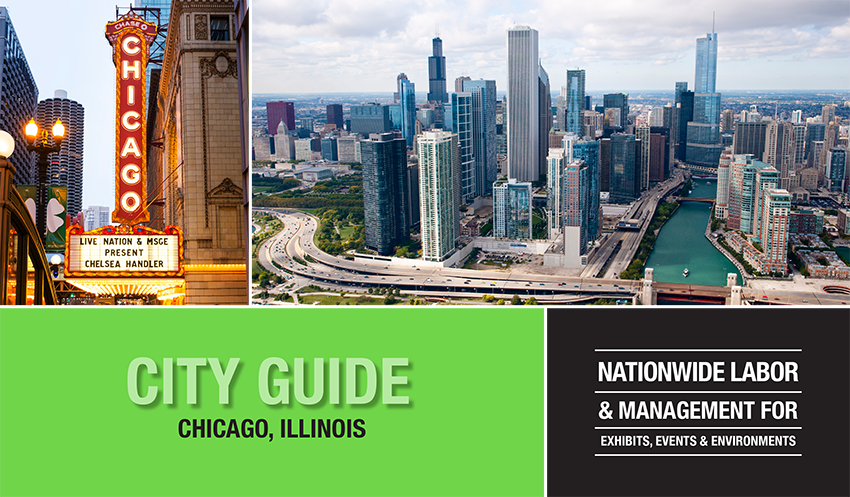 CHASE
CHICAGO
LIVE NATION & MSGE
PRESENT
CHELSEA HANDLER
CITY GUIDE
CHICAGO, ILLINOIS
NATIONWIDE LABOR
& MANAGEMENT FOR
EXHIBITS, EVENTS & ENVIRONMENTS